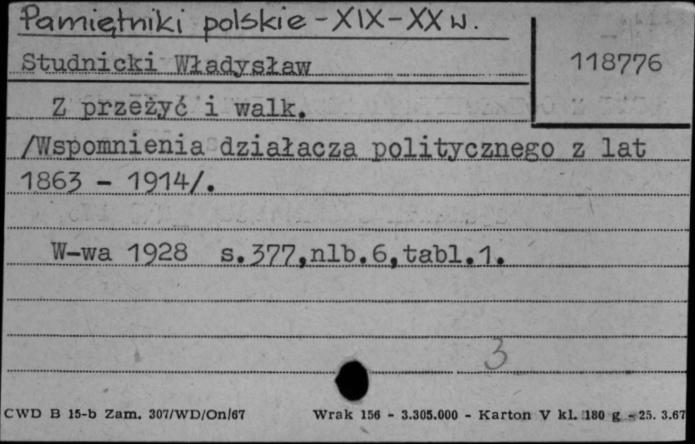 Pamiętniki polskie - XIX - XX w.
Studnicki Władysław
118776
Z przeżyć i walk.
/Wspomnienia działacza politycznego z lat
1863 - 1914/.
W-wa 1928 s.377,nlb.6,tabl.1.
3
CWD B 15-b Zam. 307/WD/On/67 Wrak 156 - 3.305.000 - Karton V kl. 180 g - 25. 3.67